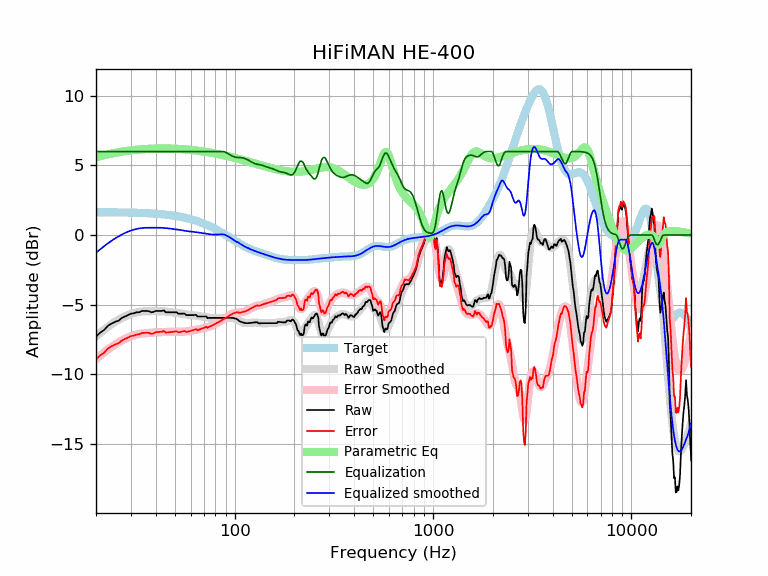 HiFiMAN HE-400
Amplitude (dBr)
10
5
0
−5
−10
−15
Target
Raw Smoothed
Error Smoothed
Raw
Error
Parametric Eq
Equalization
Equalized smoothed
100
1000
10000
Frequency (Hz)